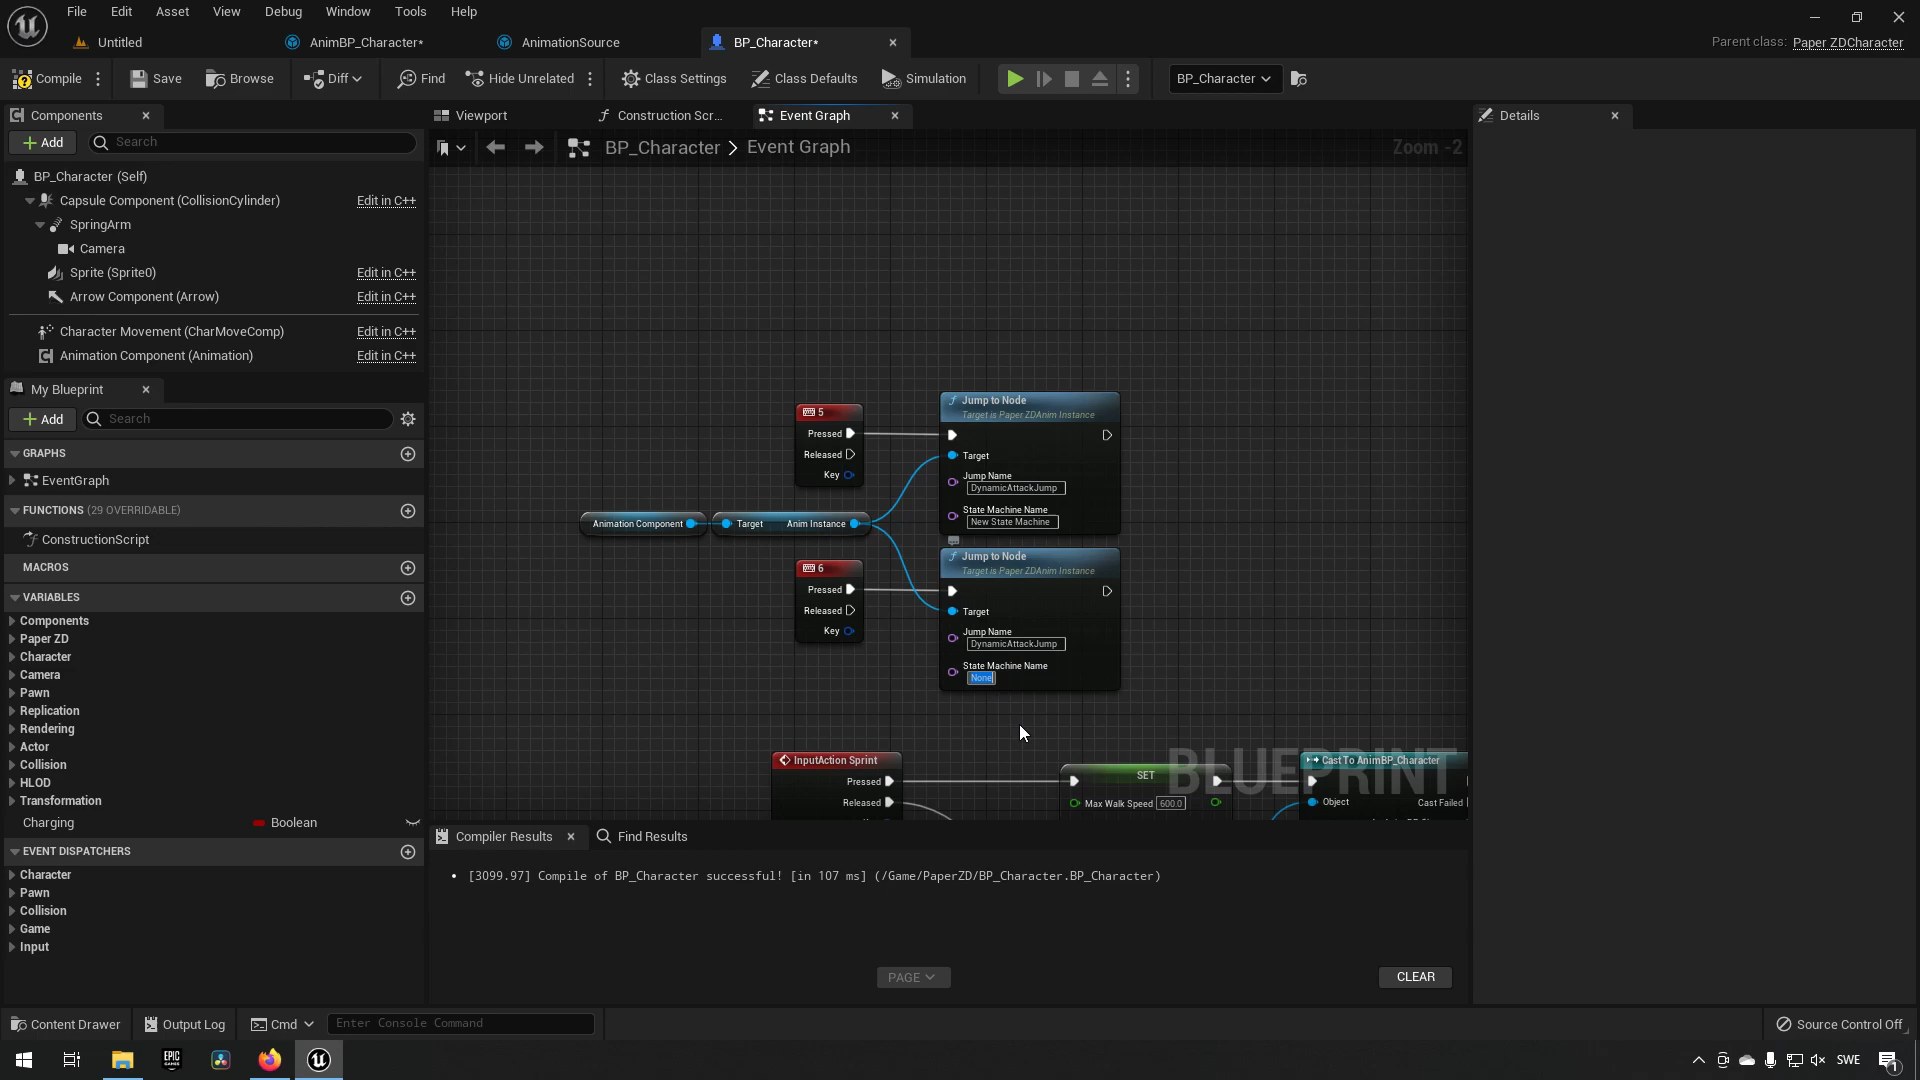 File Edit Asset View Debug Window Tools Help
Untitled AnimBP_Character* AnimationSource BP_Character* Parent class: Paper ZDCharacter
Compile Save Browse Diff Find Hide Unrelated Class Settings Class Defaults Simulation BP_Character
Components Viewport Construction Scr... Event Graph Details
Add Search
BP_Character > Event Graph Zoom -2
BP_Character (Self)
Capsule Component (CollisionCylinder) Edit in C++
SpringArm
Camera
Sprite (Sprite0) Edit in C++
Arrow Component (Arrow) Edit in C++
Character Movement (CharMoveComp) Edit in C++
Animation Component (Animation) Edit in C++
My Blueprint
Add Search
GRAPHS
EventGraph
FUNCTIONS (29 OVERRIDABLE)
ConstructionScript
MACROS
VARIABLES
Components
Paper ZD
Character
Camera
Pawn
Replication
Rendering
Actor
Collision
HLOD
Transformation
Charging Boolean
EVENT DISPATCHERS
Character
Pawn
Collision
Game
Input
5
Pressed
Released
Key
Jump to Node
Target is Paper ZDAnim Instance
Target
Jump Name
DynamicAttackJump
State Machine Name
New State Machine
Animation Component Target Anim Instance
6
Pressed
Released
Key
Jump to Node
Target is Paper ZDAnim Instance
Target
Jump Name
DynamicAttackJump
State Machine Name
None
InputAction Sprint
Pressed
Released
SET
Max Walk Speed 600.0
Cast To AnimBP_Character
Object Cast Failed
BLUEPRINT
Compiler Results Find Results
[3099.97] Compile of BP_Character successful! [in 107 ms] (/Game/PaperZD/BP_Character.BP_Character)
PAGE CLEAR
Content Drawer Output Log Cmd Enter Console Command Source Control Off
EPIC GAMES
SWE
1